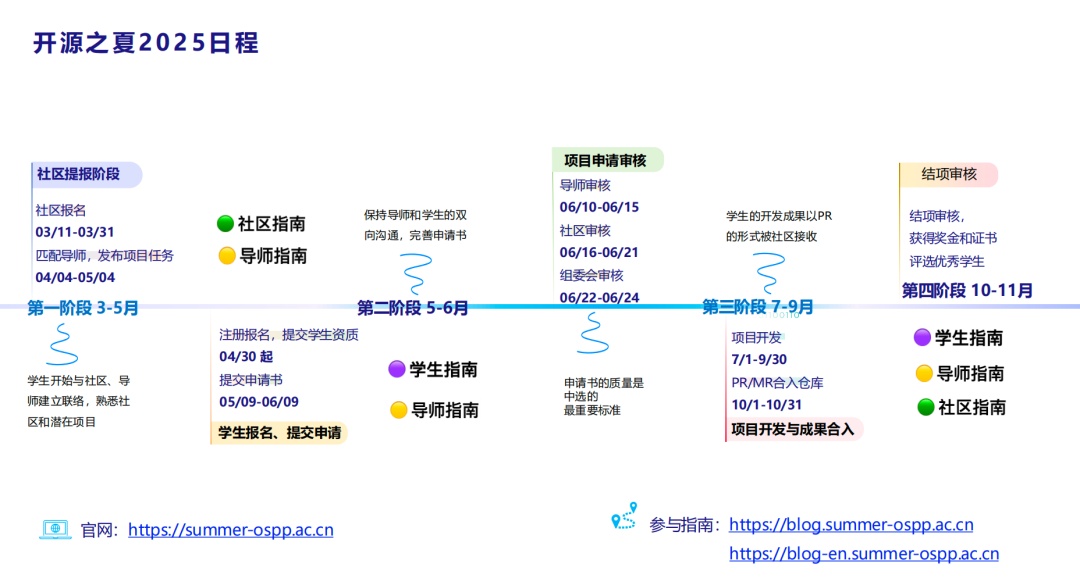 开源之夏2025日程
社区提报阶段
社区报名
03/11-03/31
匹配导师，发布项目任务
04/04-05/04
社区指南
导师指南
第一阶段 3-5月
学生开始与社区、导
师建立联络，熟悉社
区和潜在项目
注册报名，提交学生资质
04/30 起
提交申请书
05/09-06/09
学生报名、提交申请
保持导师和学生的双
向沟通，完善申请书
第二阶段 5-6月
学生指南
导师指南
项目申请审核
导师审核
06/10-06/15
社区审核
06/16-06/21
组委会审核
06/22-06/24
申请书的质量是
中选的
最重要标准
学生的开发成果以PR
的形式被社区接收
第三阶段 7-9月
项目开发
7/1-9/30
PR/MR合入仓库
10/1-10/31
项目开发与成果合入
结项审核
结项审核，
获得奖金和证书
评选优秀学生
第四阶段 10-11月
学生指南
导师指南
社区指南
官网：https://summer-ospp.ac.cn
参与指南：https://blog.summer-ospp.ac.cn
https://blog-en.summer-ospp.ac.cn